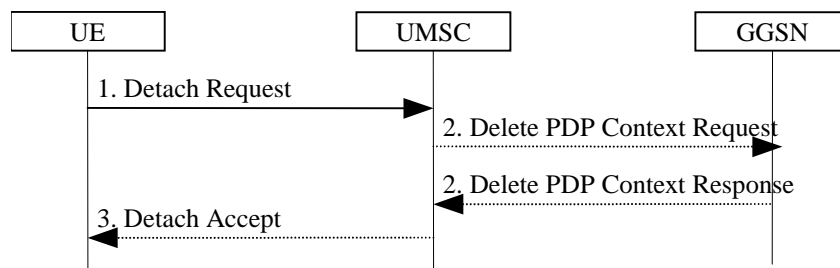 UE
UMSC
GGSN
1. Detach Request
2. Delete PDP Context Request
2. Delete PDP Context Response
3. Detach Accept